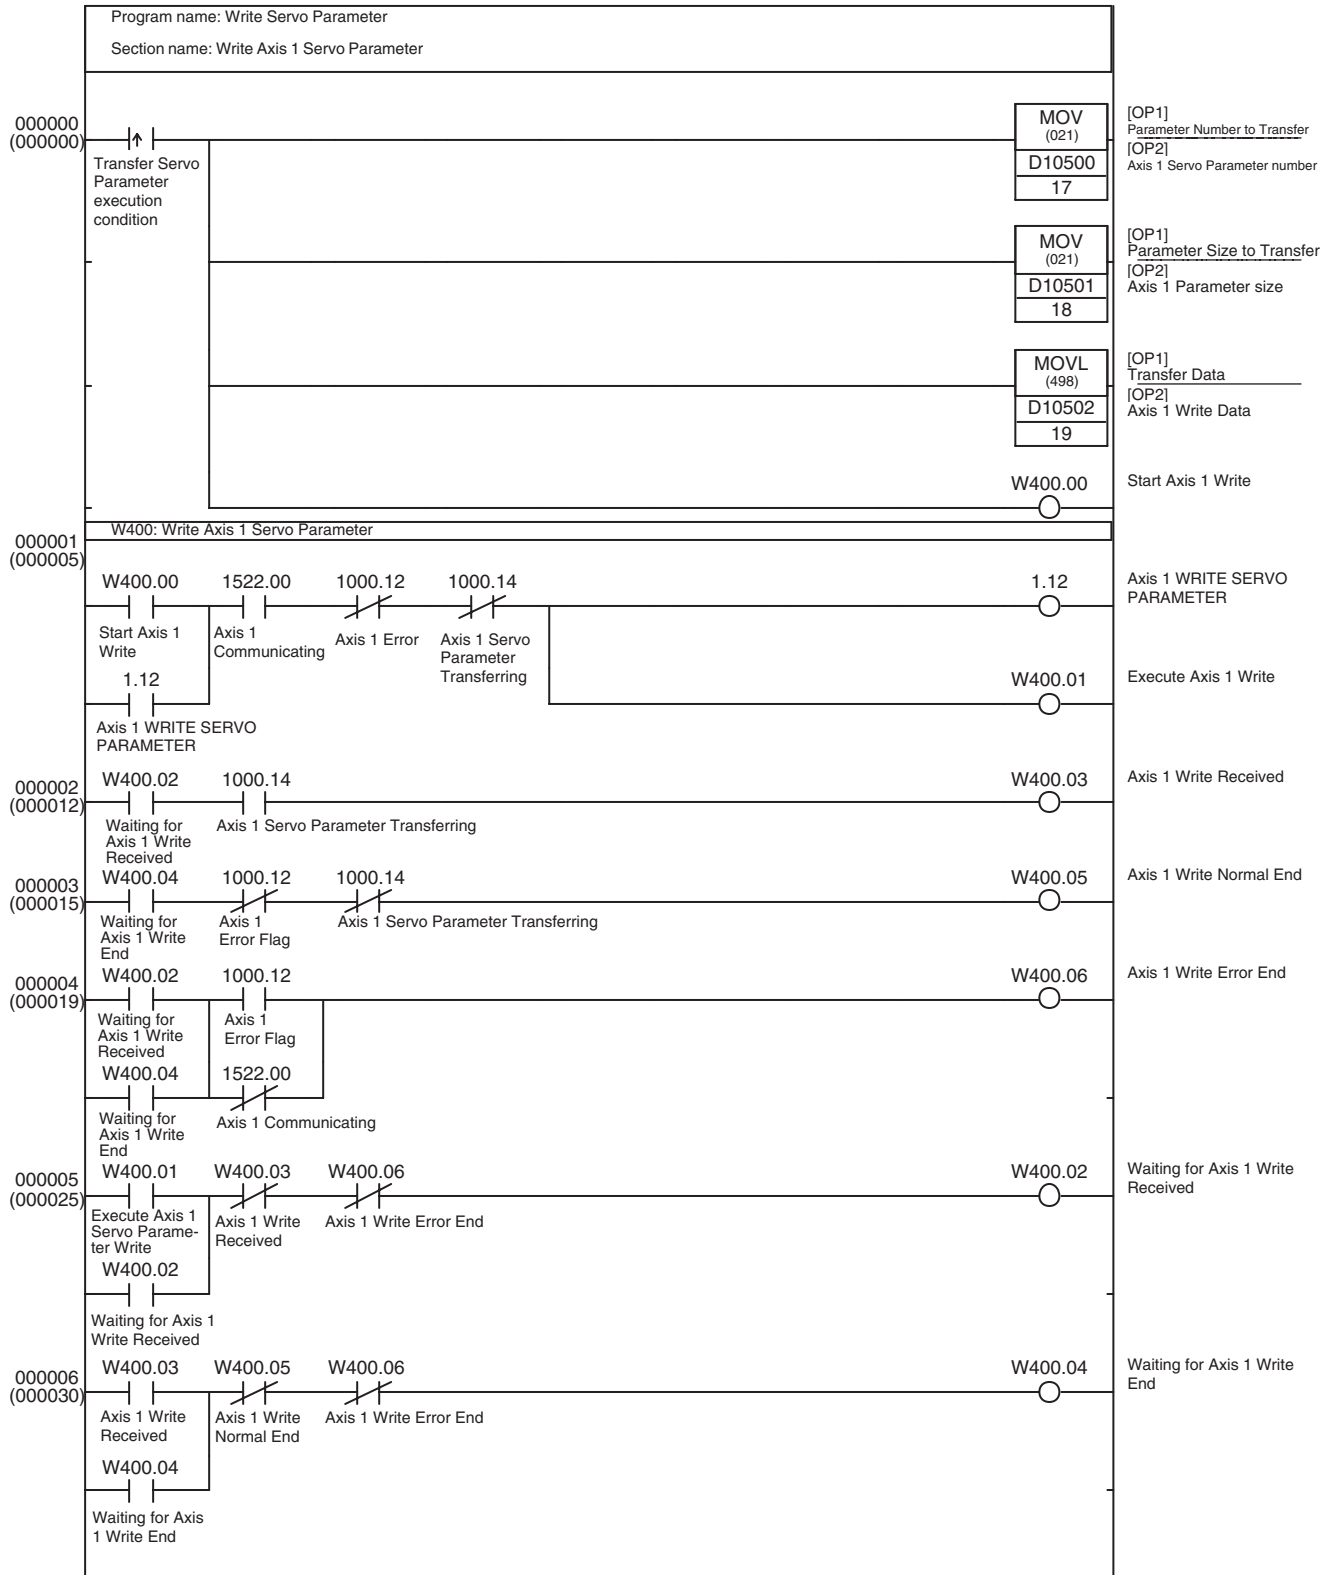 Program name: Write Servo Parameter
Section name: Write Axis 1 Servo Parameter
000000
(000000)
Transfer Servo
Parameter
execution
condition
MOV
(021)
D10500
17
[OP1]
Parameter Number to Transfer
[OP2]
Axis 1 Servo Parameter number
MOV
(021)
D10501
18
[OP1]
Parameter Size to Transfer
[OP2]
Axis 1 Parameter size
MOVL
(498)
D10502
19
[OP1]
Transfer Data
[OP2]
Axis 1 Write Data
W400.00
Start Axis 1 Write
W400: Write Axis 1 Servo Parameter
000001
(000005)
W400.00 1522.00 1000.12 1000.14 1.12
Axis 1 WRITE SERVO
PARAMETER
Start Axis 1
Write
Axis 1
Communicating
Axis 1 Error
Axis 1 Servo
Parameter
Transferring
1.12
W400.01
Execute Axis 1 Write
Axis 1 WRITE SERVO
PARAMETER
000002
(000012)
W400.02 1000.14 W400.03
Axis 1 Write Received
Waiting for
Axis 1 Write
Received
Axis 1 Servo Parameter Transferring
000003
(000015)
W400.04 1000.12 1000.14 W400.05
Axis 1 Write Normal End
Waiting for
Axis 1 Write
End
Axis 1
Error Flag
Axis 1 Servo Parameter Transferring
000004
(000019)
W400.02 1000.12 W400.06
Axis 1 Write Error End
Waiting for
Axis 1 Write
Received
Axis 1
Error Flag
W400.04 1522.00
Waiting for
Axis 1 Write
End
Axis 1 Communicating
000005
(000025)
W400.01 W400.03 W400.06 W400.02
Waiting for Axis 1 Write
Received
Execute Axis 1
Servo Parame-
ter Write
Axis 1 Write
Received
Axis 1 Write Error End
W400.02
Waiting for Axis 1
Write Received
000006
(000030)
W400.03 W400.05 W400.06 W400.04
Waiting for Axis 1 Write
End
Axis 1 Write
Received
Axis 1 Write
Normal End
Axis 1 Write Error End
W400.04
Waiting for Axis
1 Write End